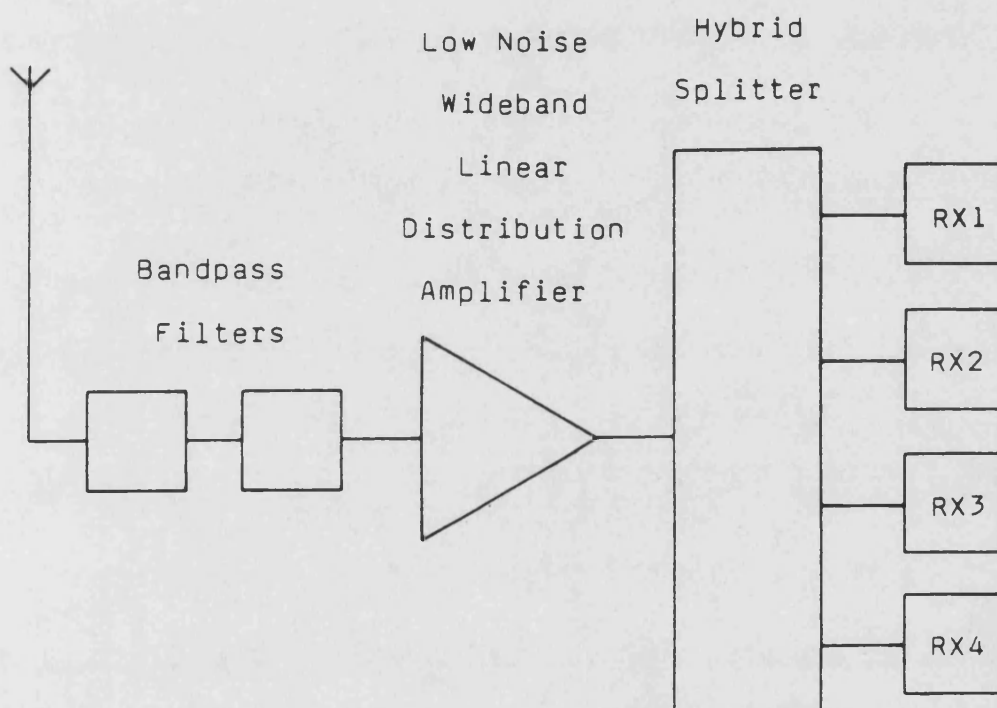 Low Noise
Wideband
Linear
Distribution
Amplifier
Hybrid
Splitter
Bandpass
Filters
RX1
RX2
RX3
RX4